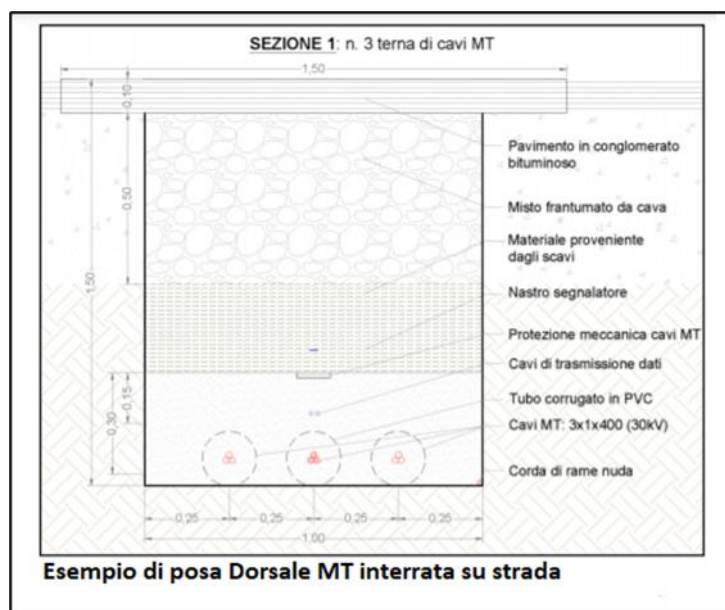 SEZIONE 1: n. 3 terna di cavi MT
1,50
0,10
Pavimento in conglomerato
bituminoso
0,50
Misto frantumato da cava
Materiale proveniente
dagli scavi
1,50
Nastro segnalatore
Protezione meccanica cavi MT
Cavi di trasmissione dati
0,15
0,30
Tubo corrugato in PVC
Cavi MT: 3x1x400 (30kV)
Corda di rame nuda
0,25 0,25 0,25 0,25
1,00
Esempio di posa Dorsale MT interrata su strada